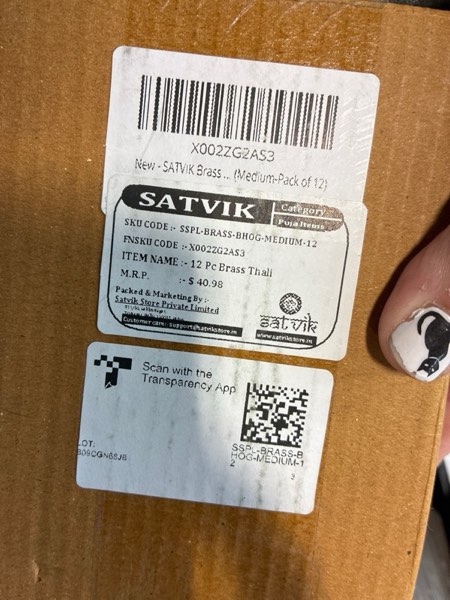 X002ZG2AS3
New - SATVIK Brass ... (Medium-Pack of 12)
SATVIK
Category
Puja Items
SKU CODE :- SSPL-BRASS-BHOG-MEDIUM-12
FNSKU CODE :- X002ZG2AS3
ITEM NAME :- 12 Pc Brass Thali
M.R.P. :- $ 40.98
Packed & Marketing By :-
Satvik Store Private Limited
Customer care: support@satvikstore.in
satvik
www.satvikstore.in
Scan with the
Transparency App
LOT:
B09CGN66JB
SSPL-BRASS-B
HOG-MEDIUM-1
2